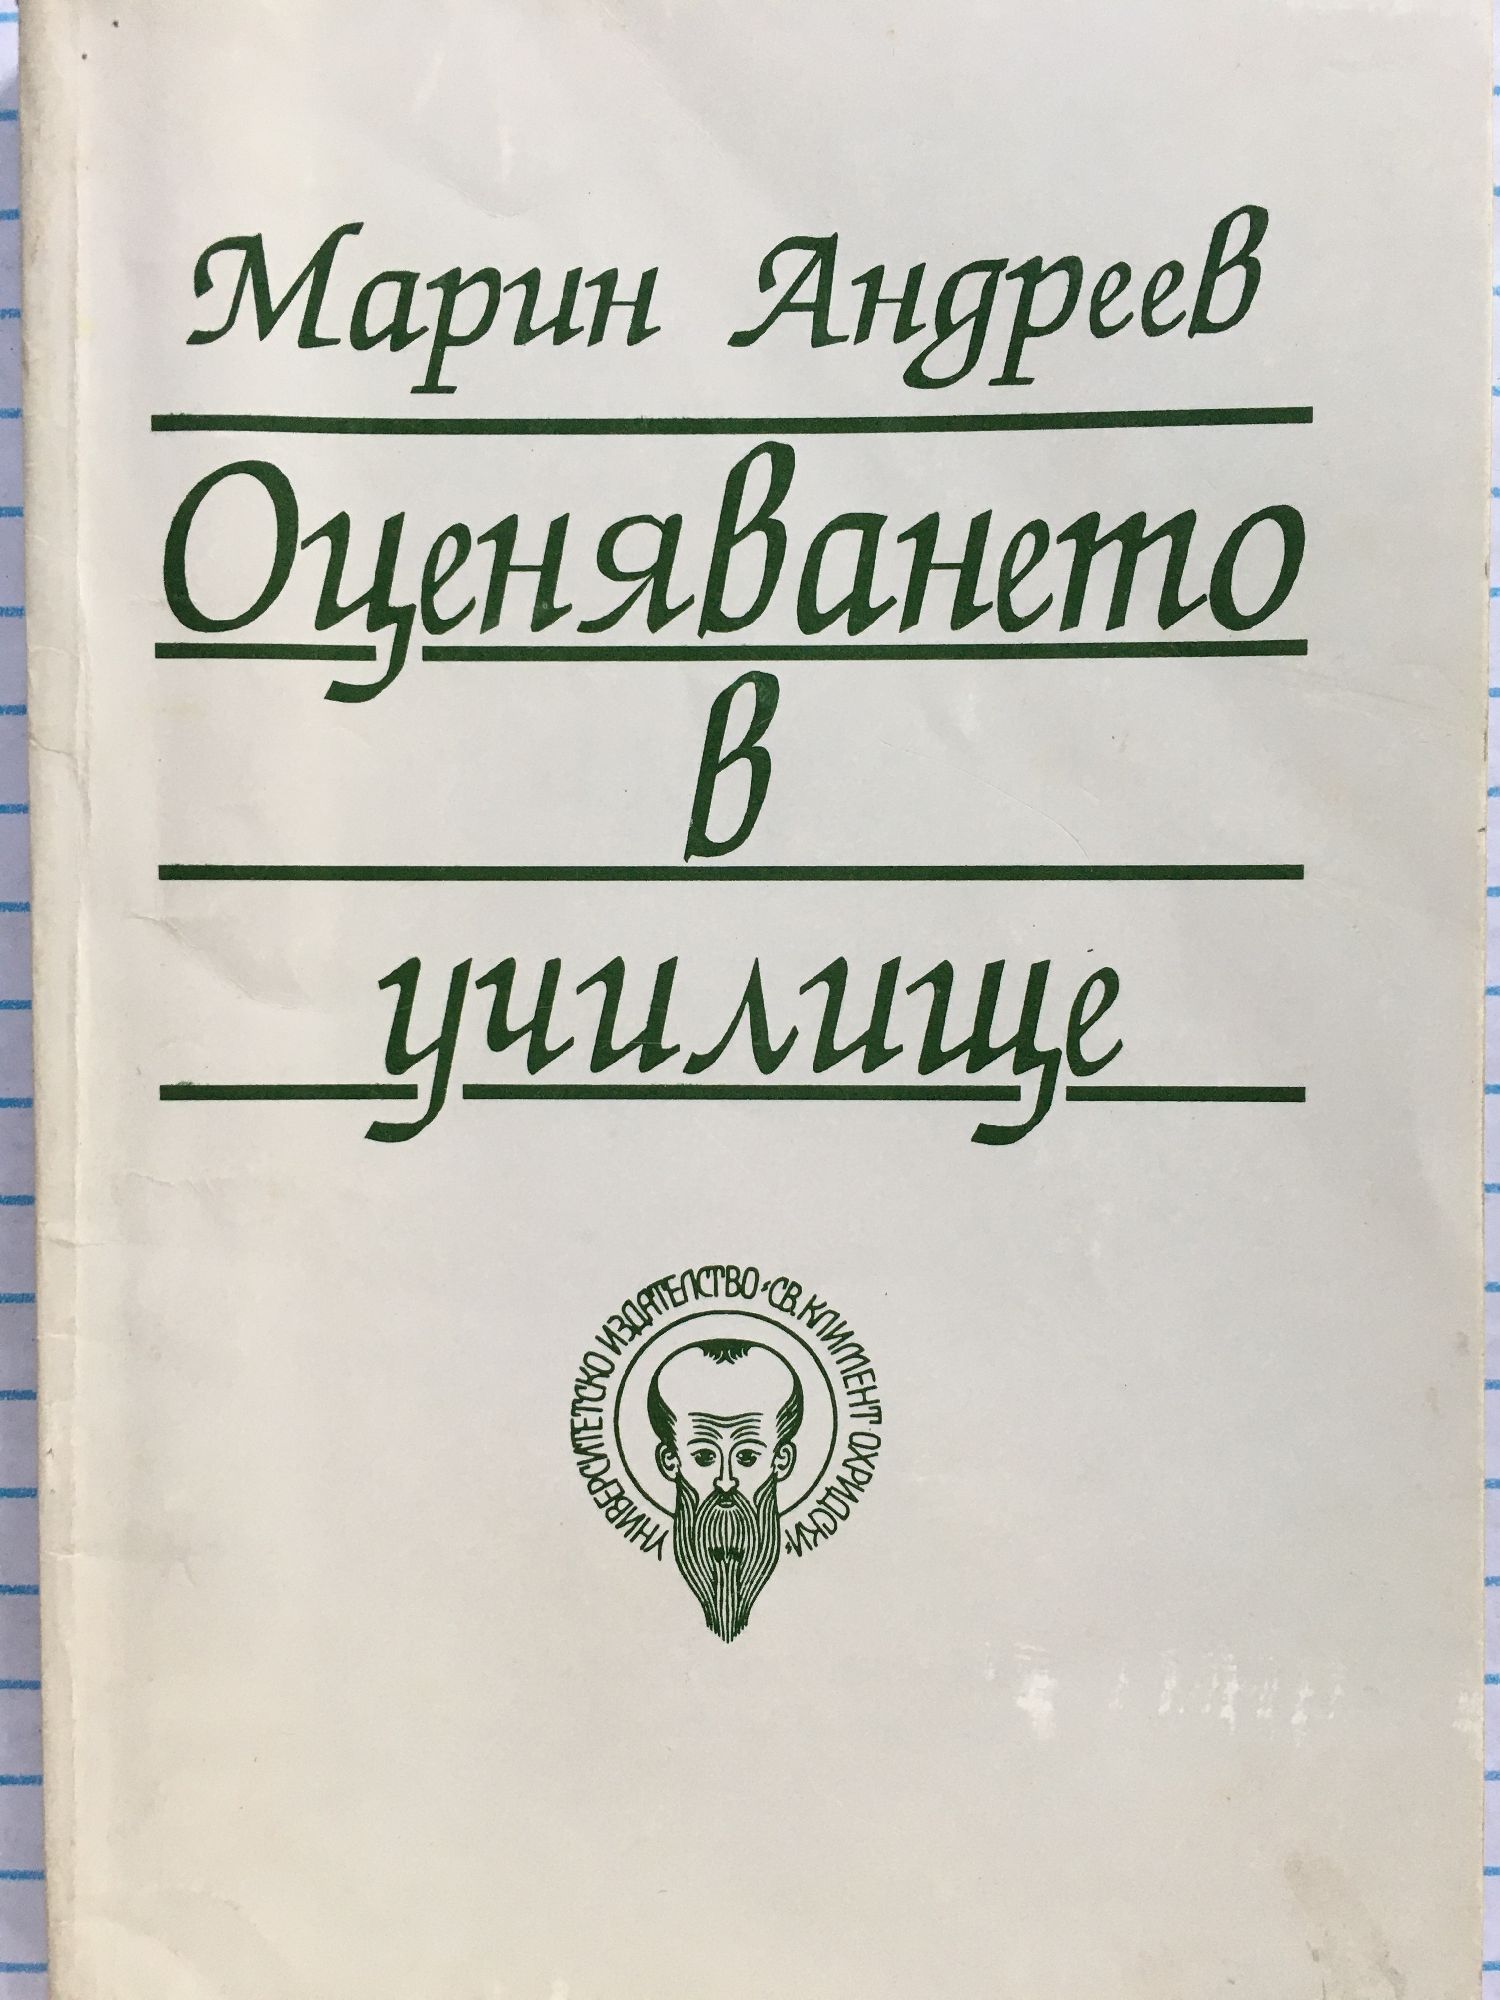 Марин Андреев
Оценяването
в
училище
УНИВЕРСИТЕТСКО ИЗДАТЕЛСТВО "СВ. КЛИМЕНТ ОХРИДСКИ"